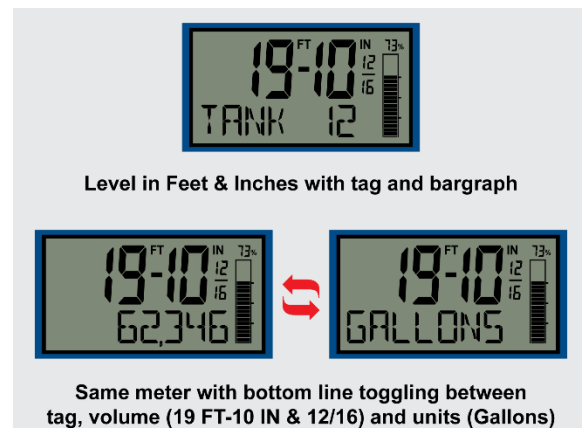 FT IN 73%
19-10 12/16
TANK 12
Level in Feet & Inches with tag and bargraph
FT IN 73%
19-10 12/16
62,346
FT IN 73%
19-10 12/16
GALLONS
Same meter with bottom line toggling between
tag, volume (19 FT-10 IN & 12/16) and units (Gallons)